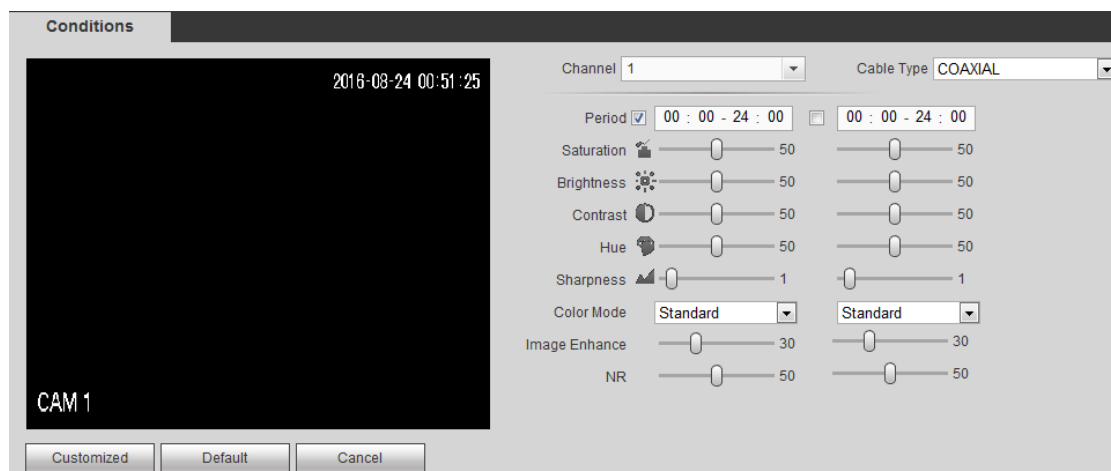 Conditions
2016-08-24 00:51:25
CAM 1
Channel 1 Cable Type COAXIAL
Period 00 : 00 - 24 : 00 00 : 00 - 24 : 00
Saturation 50 50
Brightness 50 50
Contrast 50 50
Hue 50 50
Sharpness 1 1
Color Mode Standard Standard
Image Enhance 30 30
NR 50 50
Customized Default Cancel